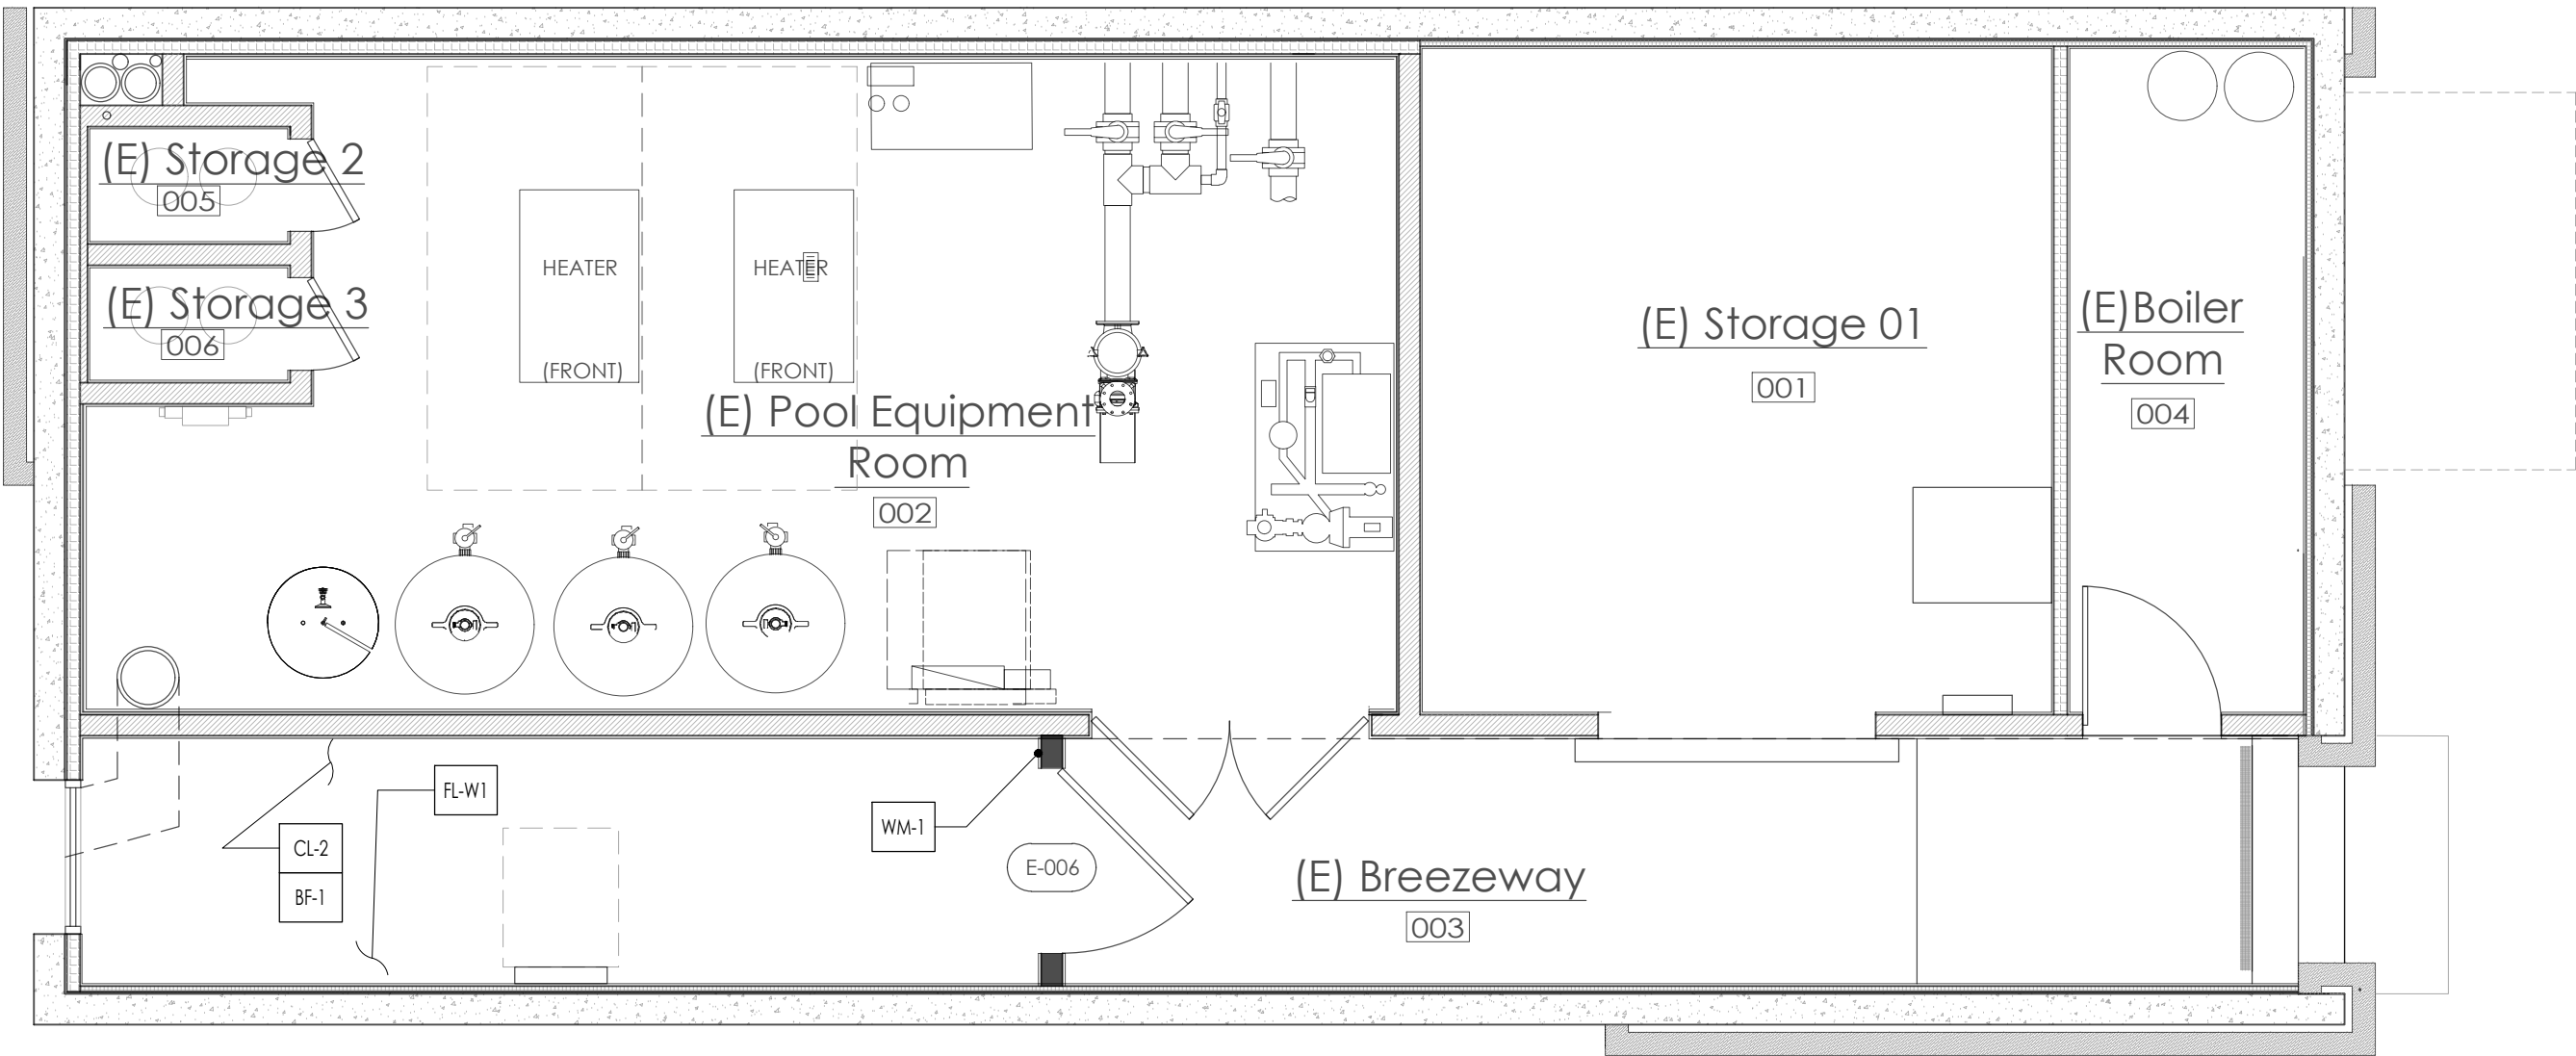 (E) Storage 2
005
(E) Storage 3
006
HEATER
(FRONT)
HEATER
(FRONT)
(E) Pool Equipment
Room
002
(E) Storage 01
001
(E)Boiler
Room
004
FL-W1
CL-2
BF-1
WM-1
E-006
(E) Breezeway
003